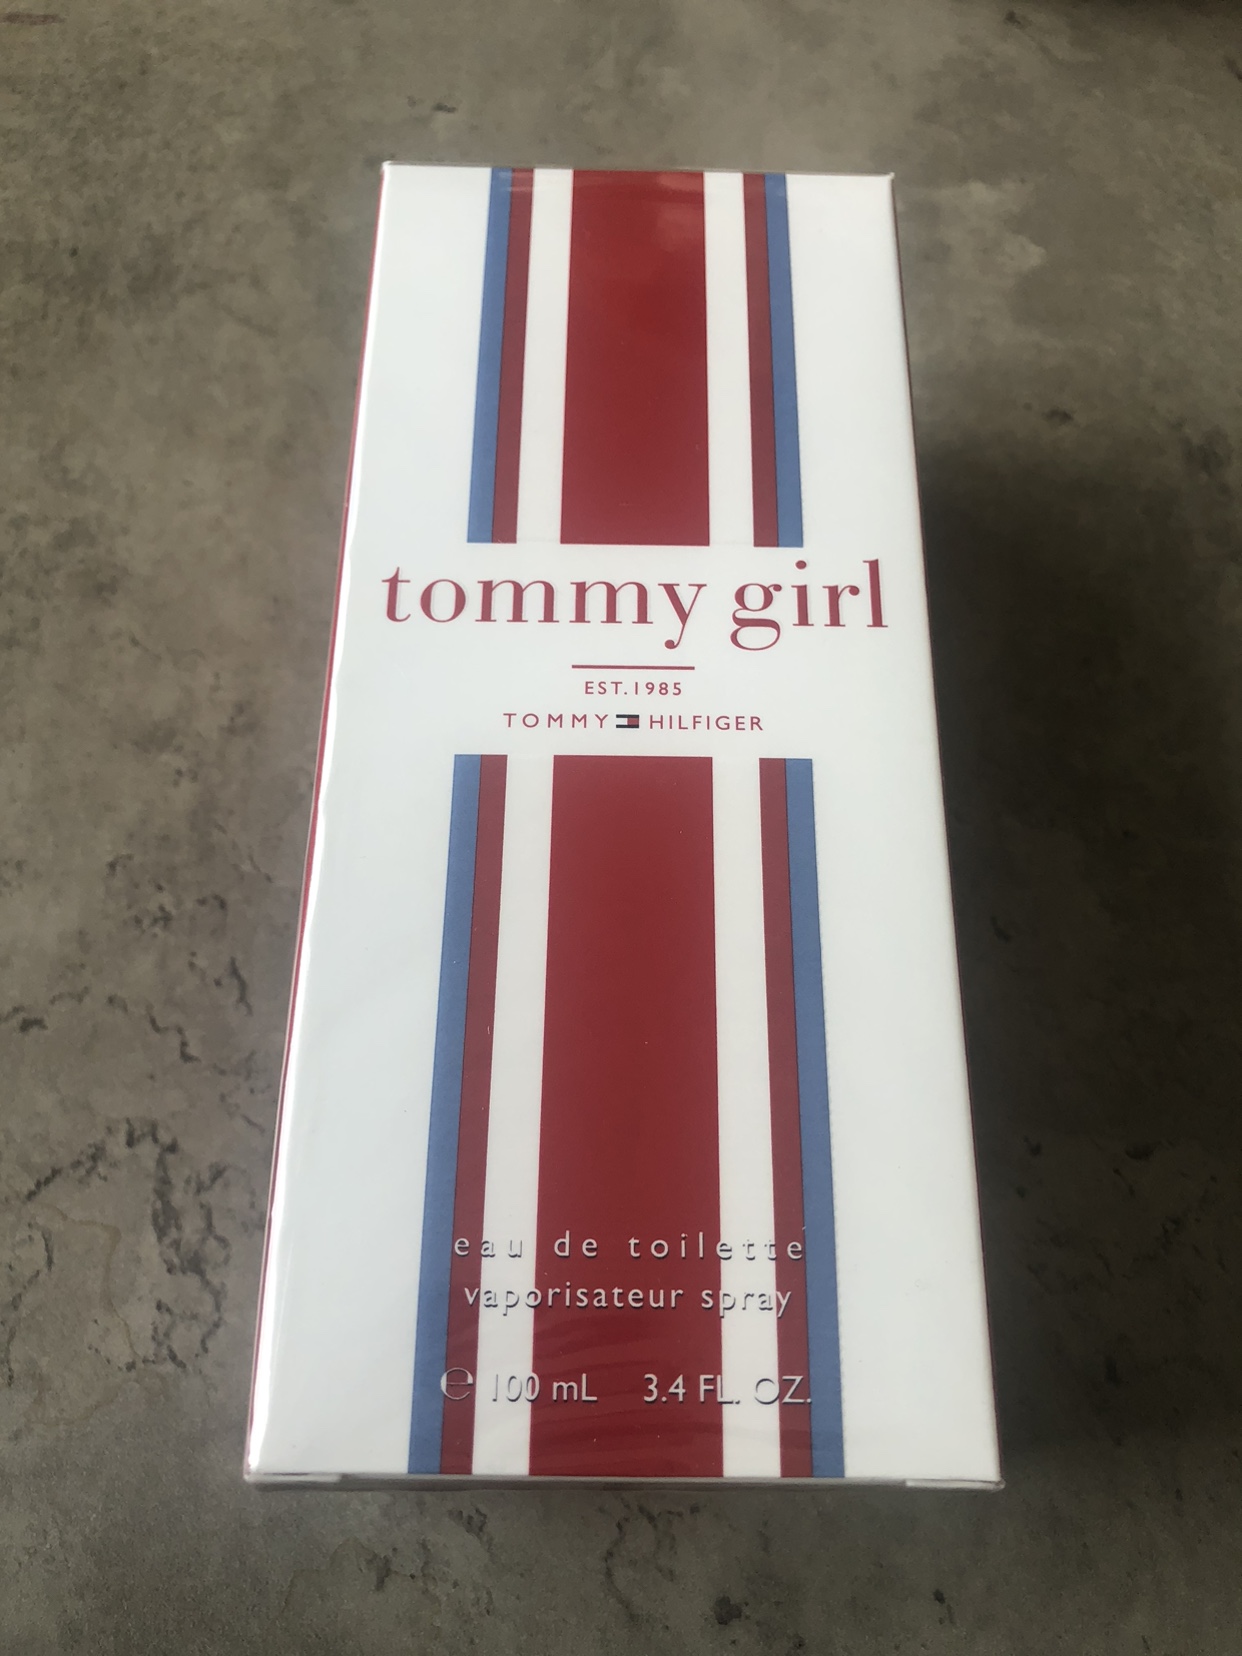 tommy girl
EST.1985
TOMMY HILFIGER
eau de toilette
vaporisateur spray
℮ 100 mL 3.4 FL. OZ.